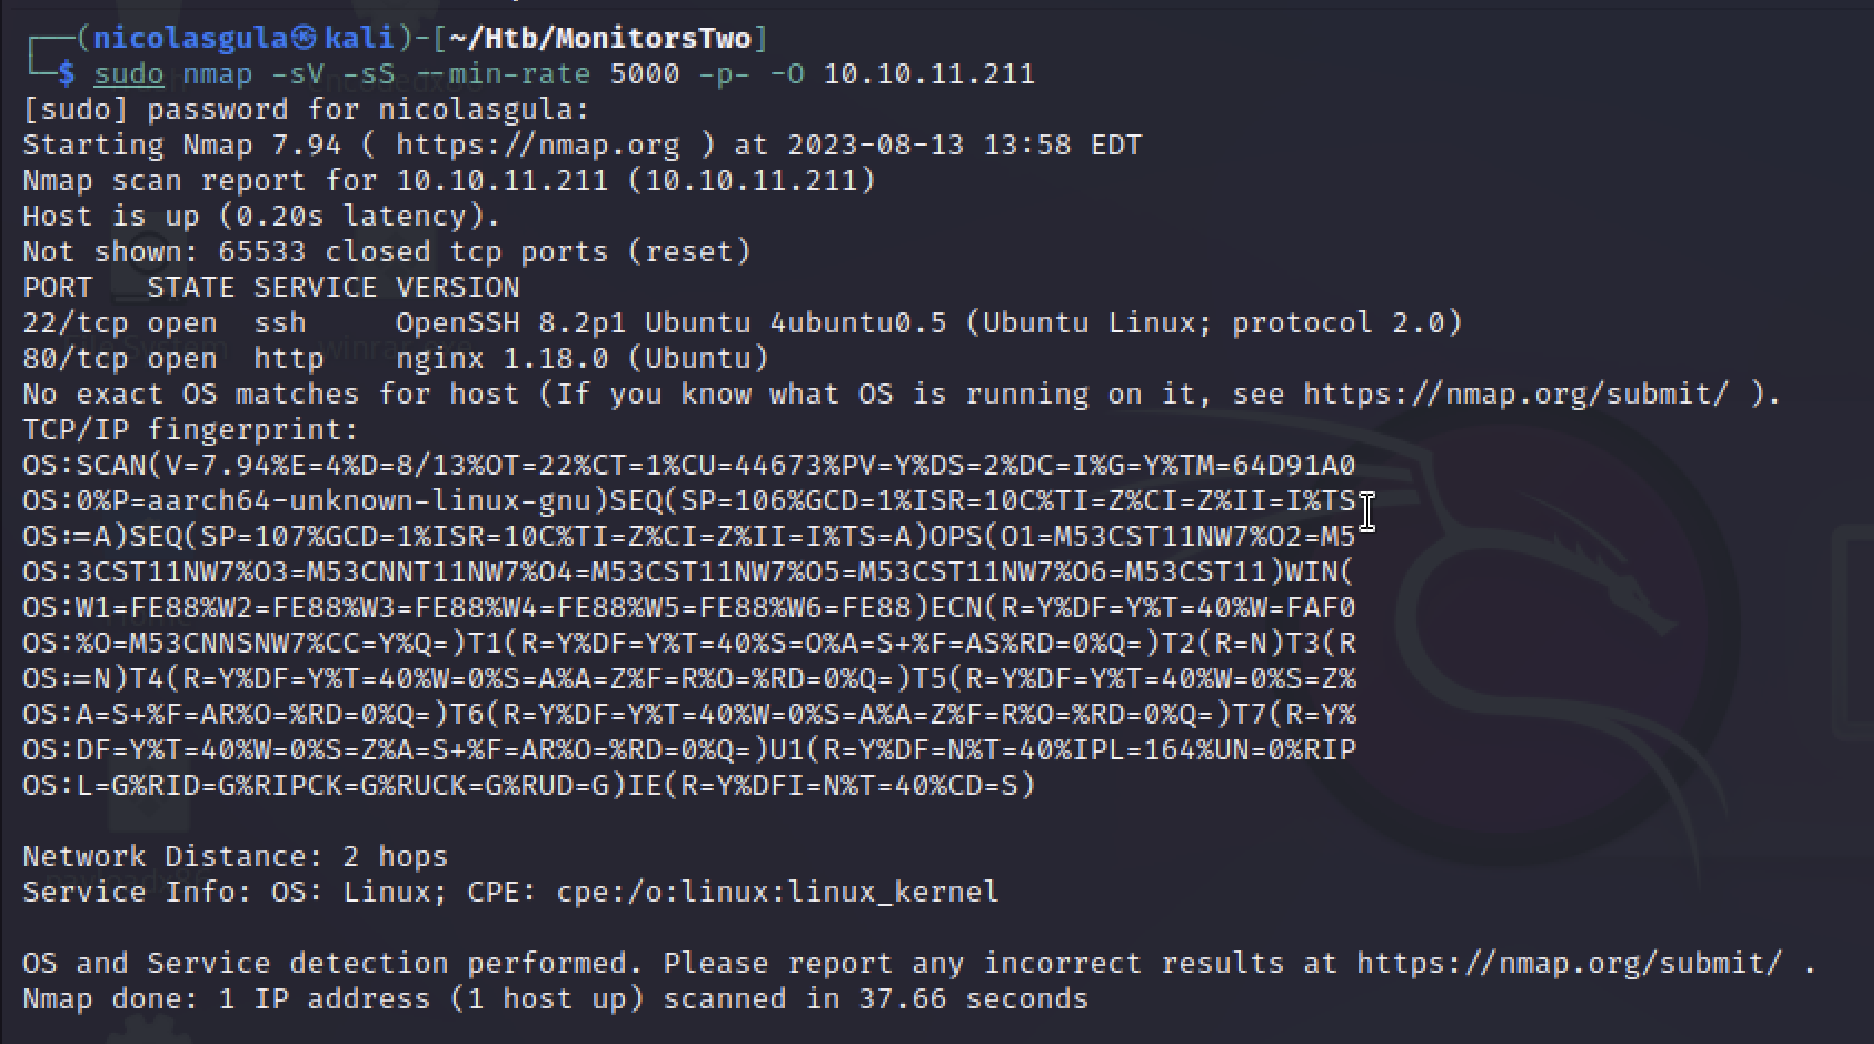 ┌──(nicolasgula㉿kali)-[~/Htb/MonitorsTwo]
└─$ sudo nmap -sV -sS --min-rate 5000 -p- -O 10.10.11.211
[sudo] password for nicolasgula:
Starting Nmap 7.94 ( https://nmap.org ) at 2023-08-13 13:58 EDT
Nmap scan report for 10.10.11.211 (10.10.11.211)
Host is up (0.20s latency).
Not shown: 65533 closed tcp ports (reset)
PORT   STATE SERVICE VERSION
22/tcp open  ssh     OpenSSH 8.2p1 Ubuntu 4ubuntu0.5 (Ubuntu Linux; protocol 2.0)
80/tcp open  http    nginx 1.18.0 (Ubuntu)
No exact OS matches for host (If you know what OS is running on it, see https://nmap.org/submit/ ).
TCP/IP fingerprint:
OS:SCAN(V=7.94%E=4%D=8/13%OT=22%CT=1%CU=44673%PV=Y%DS=2%DC=I%G=Y%TM=64D91A0
OS:0%P=aarch64-unknown-linux-gnu)SEQ(SP=106%GCD=1%ISR=10C%TI=Z%CI=Z%II=I%TS
OS:=A)SEQ(SP=107%GCD=1%ISR=10C%TI=Z%CI=Z%II=I%TS=A)OPS(O1=M53CST11NW7%O2=M5
OS:3CST11NW7%O3=M53CNNT11NW7%O4=M53CST11NW7%O5=M53CST11NW7%O6=M53CST11)WIN(
OS:W1=FE88%W2=FE88%W3=FE88%W4=FE88%W5=FE88%W6=FE88)ECN(R=Y%DF=Y%T=40%W=FAF0
OS:%O=M53CNNSNW7%CC=Y%Q=)T1(R=Y%DF=Y%T=40%S=O%A=S+%F=AS%RD=0%Q=)T2(R=N)T3(R
OS:=N)T4(R=Y%DF=Y%T=40%W=0%S=A%A=Z%F=R%O=%RD=0%Q=)T5(R=Y%DF=Y%T=40%W=0%S=Z%
OS:A=S+%F=AR%O=%RD=0%Q=)T6(R=Y%DF=Y%T=40%W=0%S=A%A=Z%F=R%O=%RD=0%Q=)T7(R=Y%
OS:DF=Y%T=40%W=0%S=Z%A=S+%F=AR%O=%RD=0%Q=)U1(R=Y%DF=N%T=40%IPL=164%UN=0%RIP
OS:L=G%RID=G%RIPCK=G%RUCK=G%RUD=G)IE(R=Y%DFI=N%T=40%CD=S)
Network Distance: 2 hops
Service Info: OS: Linux; CPE: cpe:/o:linux:linux_kernel
OS and Service detection performed. Please report any incorrect results at https://nmap.org/submit/ .
Nmap done: 1 IP address (1 host up) scanned in 37.66 seconds